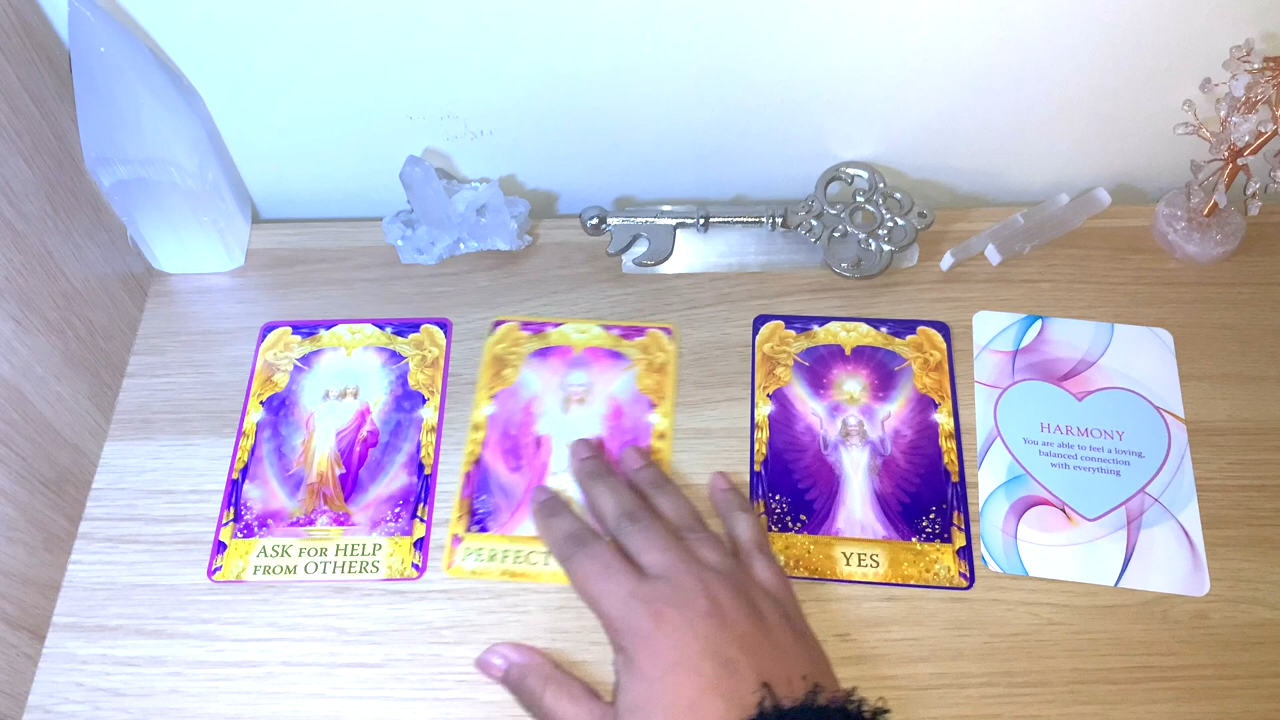 ASK FOR HELP
FROM OTHERS
PERFECT
YES
HARMONY
You are able to feel a loving,
balanced connection
with everything